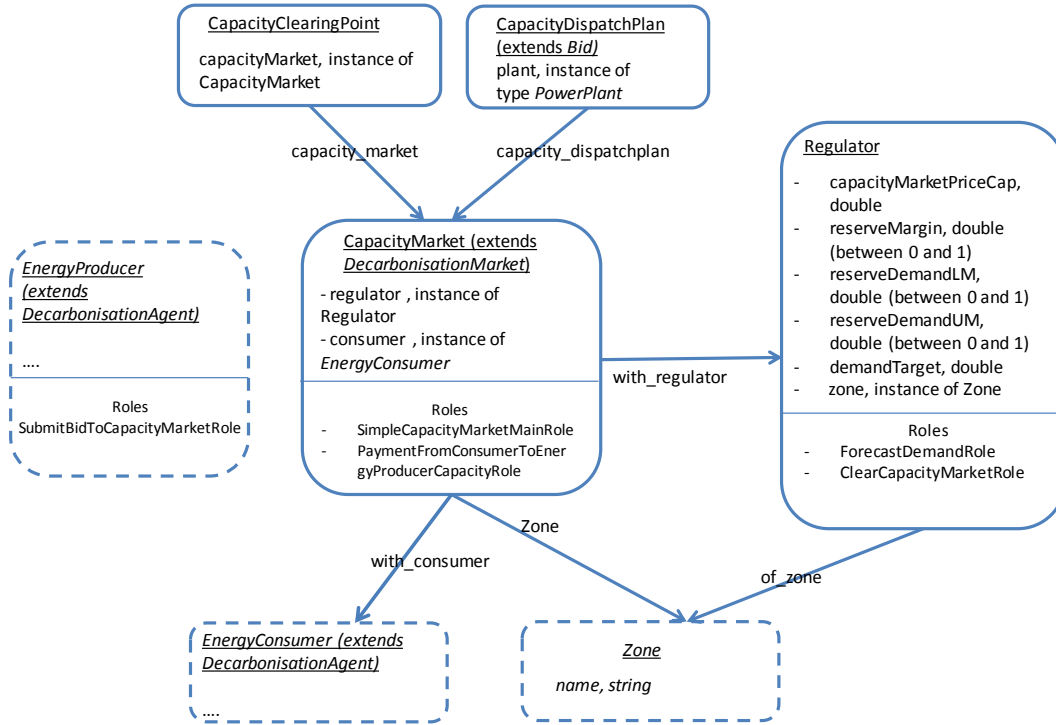 CapacityClearingPoint
capacityMarket, instance of
CapacityMarket
CapacityDispatchPlan
(extends Bid)
plant, instance of
type PowerPlant
capacity_market
capacity_dispatchplan
Regulator
- capacityMarketPriceCap,
double
- reserveMargin, double
(between 0 and 1)
- reserveDemandLM,
double (between 0 and 1)
- reserveDemandUM,
double (between 0 and 1)
- demandTarget, double
- zone, instance of Zone
Roles
- ForecastDemandRole
- ClearCapacityMarketRole
EnergyProducer
(extends
DecarbonisationAgent)
....
Roles
SubmitBidToCapacityMarketRole
CapacityMarket (extends
DecarbonisationMarket)
- regulator , instance of
Regulator
- consumer , instance of
EnergyConsumer
Roles
- SimpleCapacityMarketMainRole
- PaymentFromConsumerToEner
gyProducerCapacityRole
with_regulator
Zone
with_consumer
of_zone
EnergyConsumer (extends
DecarbonisationAgent)
....
Zone
name, string